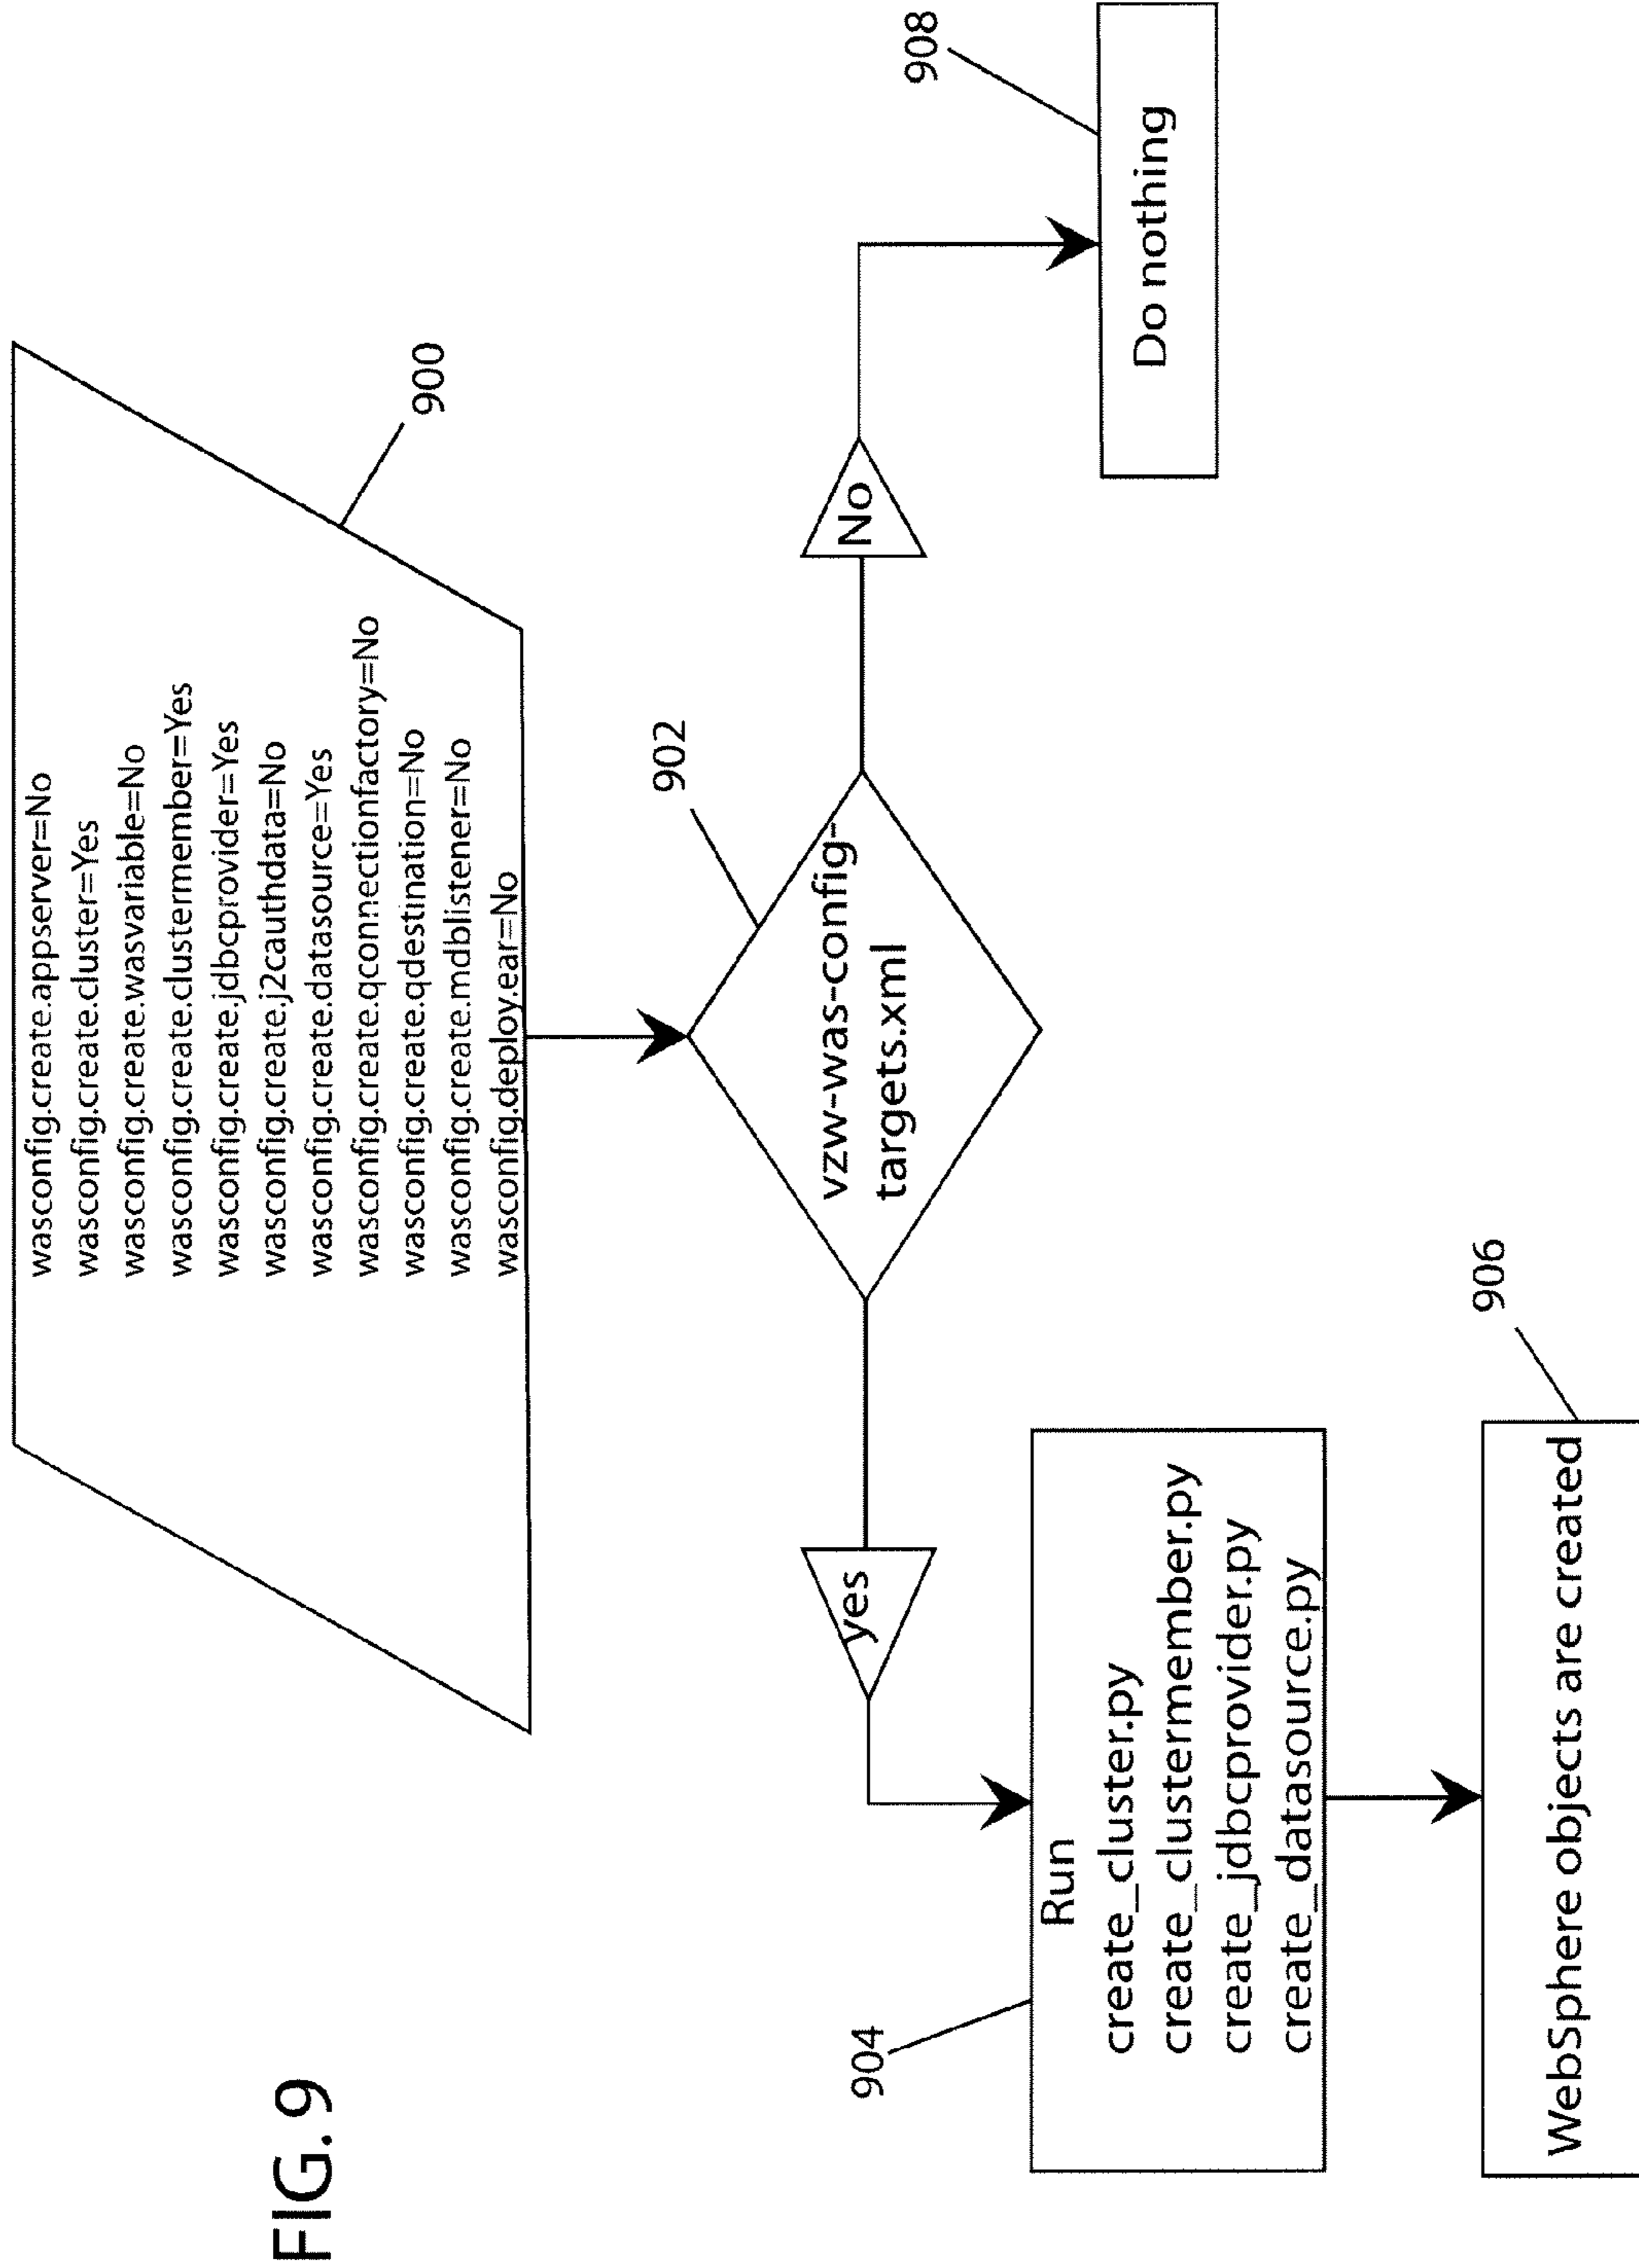 FIG. 9
wasconfig.create.appserver=No
wasconfig.create.cluster=Yes
wasconfig.create.wasvariable=No
wasconfig.create.clustermember=Yes
wasconfig.create.jdbcprovider=Yes
wasconfig.create.j2cauthdata=No
wasconfig.create.datasource=Yes
wasconfig.create.qconnectionfactory=No
wasconfig.create.qdestination=No
wasconfig.create.mdblistener=No
wasconfig.deploy.ear=No
900
902
vzw-was-config-
targets.xml
yes
No
904
Run
create_cluster.py
create_clustermember.py
create_jdbcprovider.py
create_datasource.py
908
Do nothing
906
WebSphere objects are created